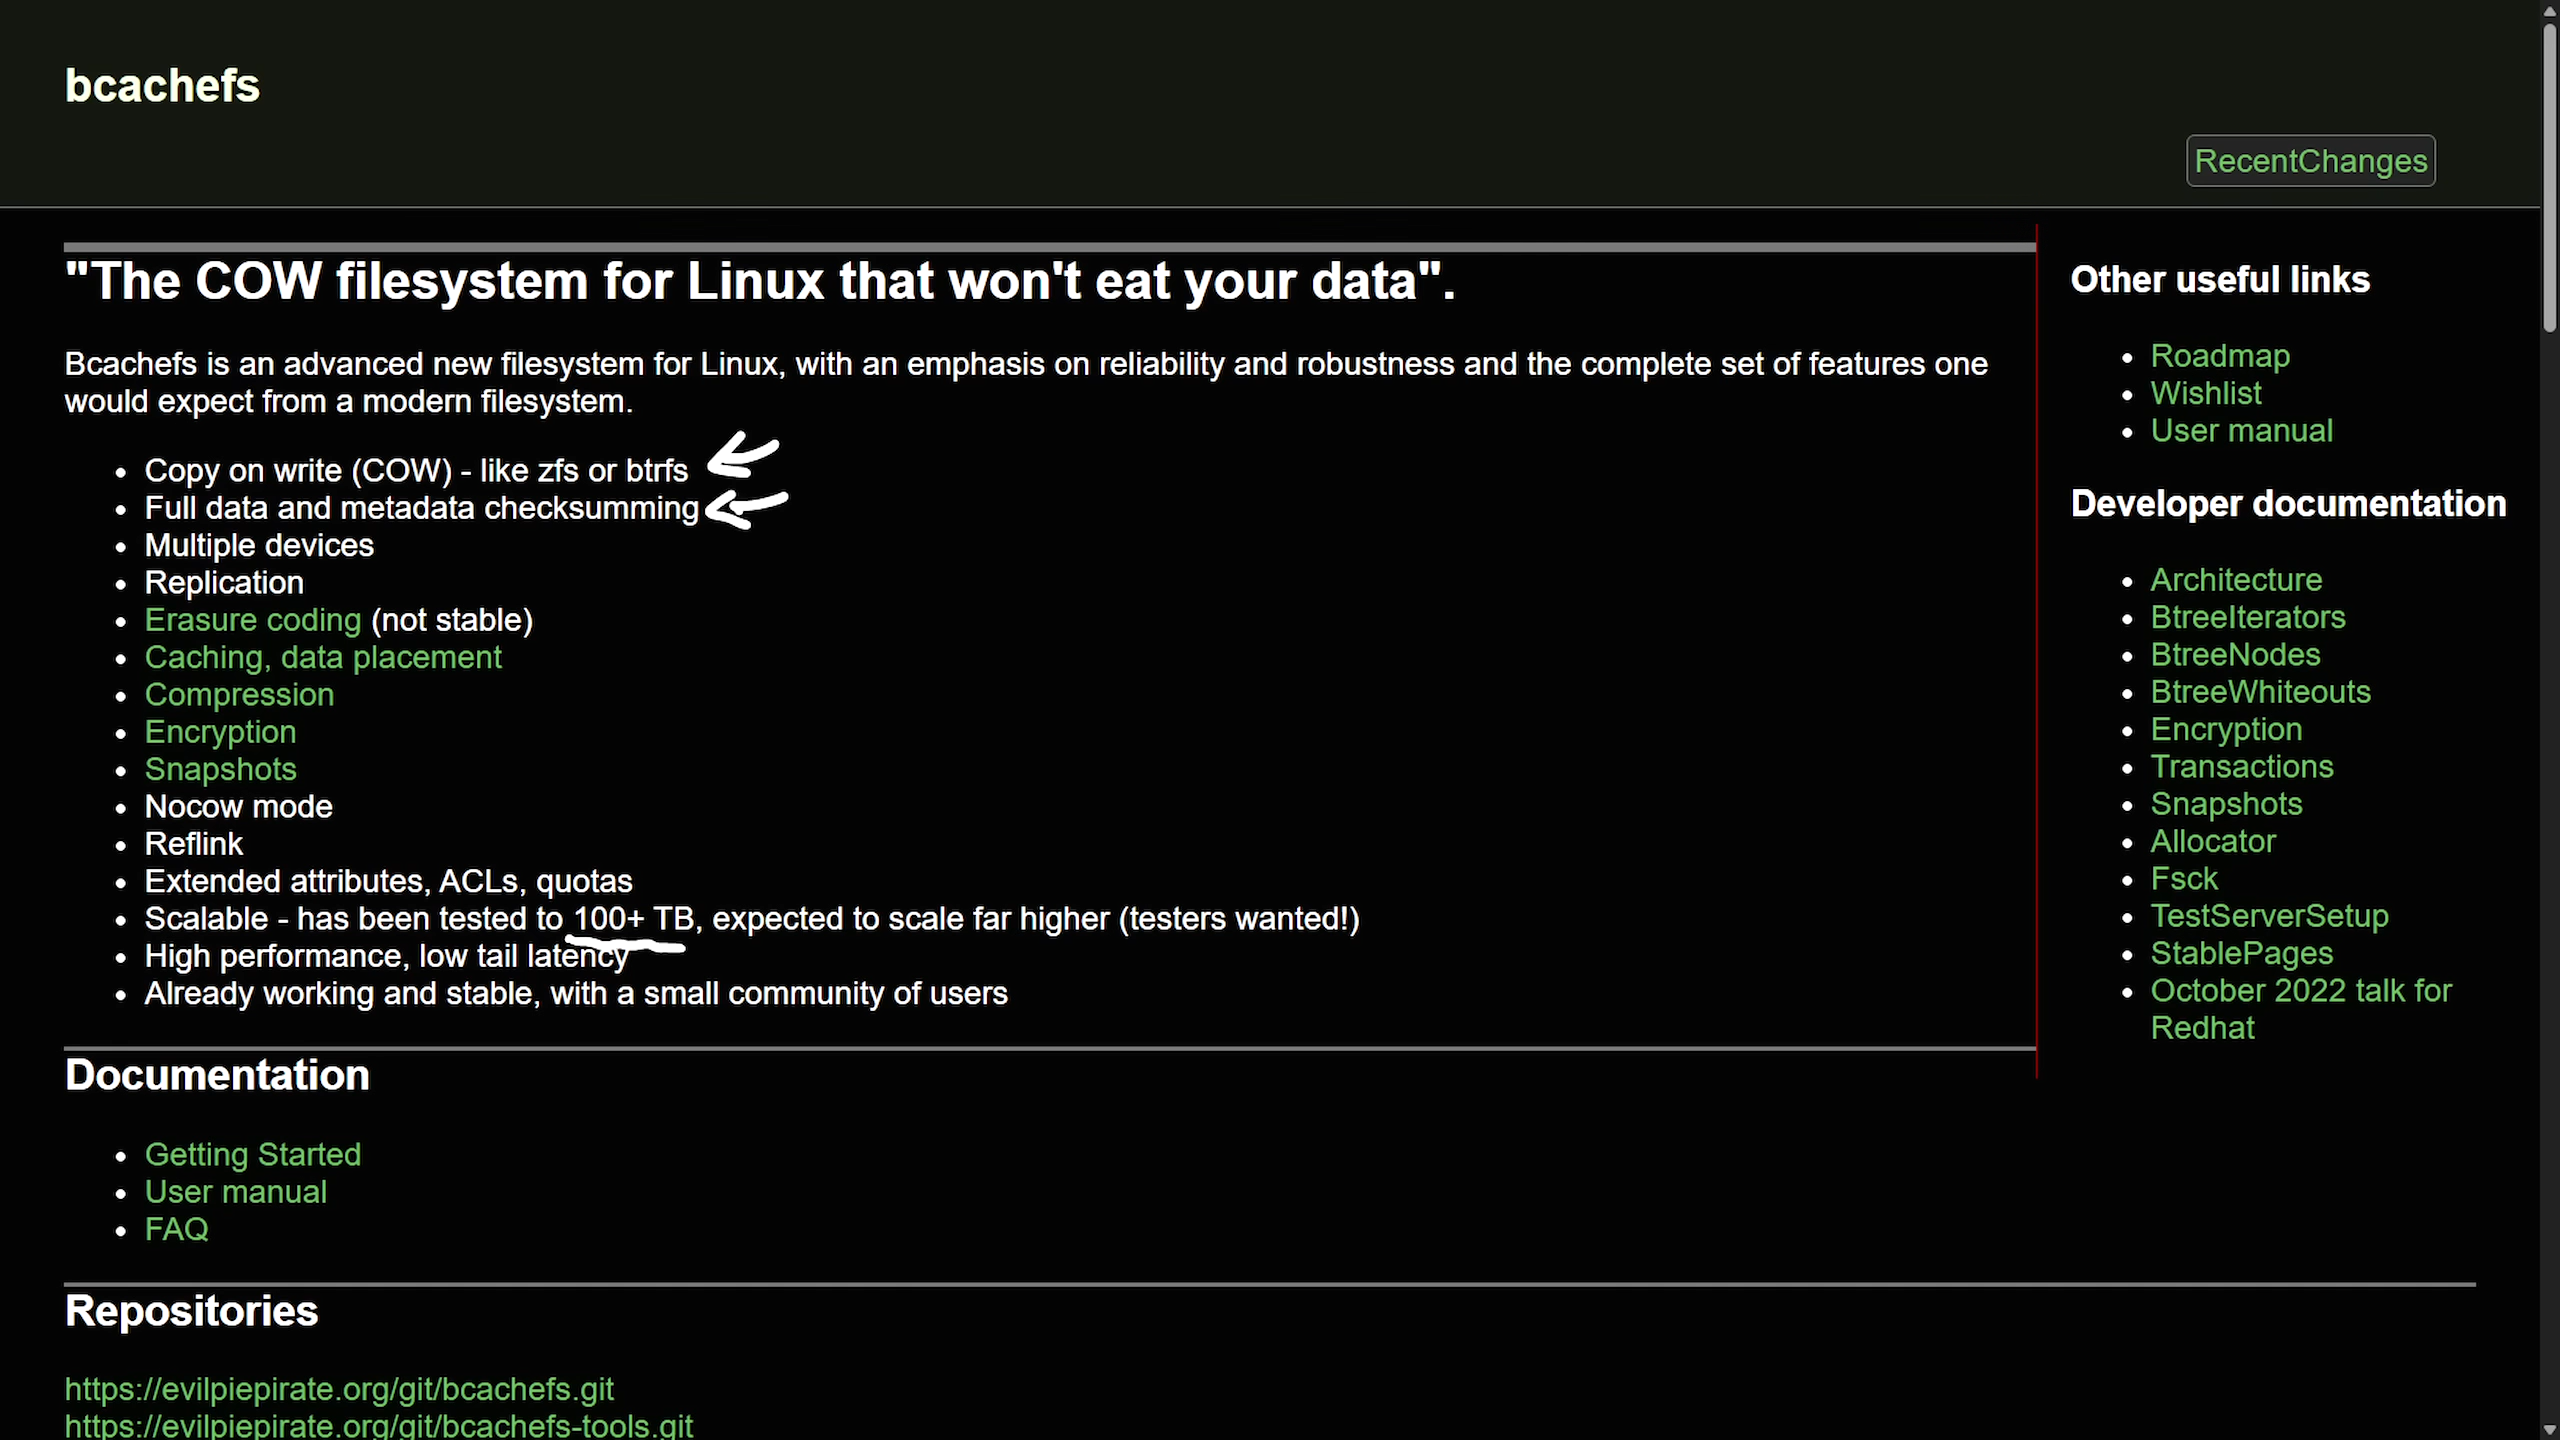 bcachefs
RecentChanges
"The COW filesystem for Linux that won't eat your data".
Bcachefs is an advanced new filesystem for Linux, with an emphasis on reliability and robustness and the complete set of features one
would expect from a modern filesystem.
Copy on write (COW) - like zfs or btrfs
Full data and metadata checksumming
Multiple devices
Replication
Erasure coding (not stable)
Caching, data placement
Compression
Encryption
Snapshots
Nocow mode
Reflink
Extended attributes, ACLs, quotas
Scalable - has been tested to 100+ TB, expected to scale far higher (testers wanted!)
High performance, low tail latency
Already working and stable, with a small community of users
Documentation
Getting Started
User manual
FAQ
Repositories
https://evilpiepirate.org/git/bcachefs.git
https://evilpiepirate.org/git/bcachefs-tools.git
Other useful links
Roadmap
Wishlist
User manual
Developer documentation
Architecture
BtreeIterators
BtreeNodes
BtreeWhiteouts
Encryption
Transactions
Snapshots
Allocator
Fsck
TestServerSetup
StablePages
October 2022 talk for
Redhat